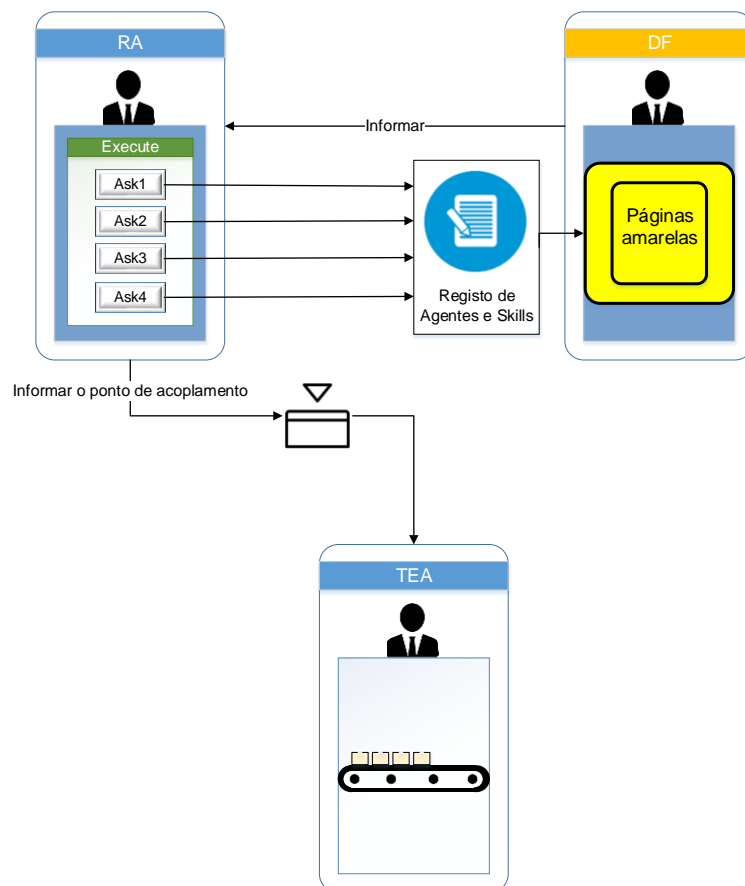 RA
DF
Informar
Execute
Ask1
Ask2
Ask3
Ask4
Páginas
amarelas
Registo de
Agentes e Skills
Informar o ponto de acoplamento
TEA